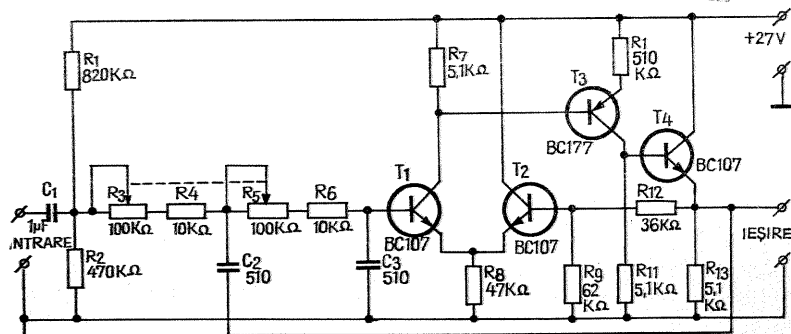 R1
820KΩ
C1
1μF
INTRARE
R2
470KΩ
R3
100KΩ
R4
10KΩ
C2
510
R5
100KΩ
R6
10KΩ
C3
510
R7
5,1KΩ
T1
BC107
R8
47KΩ
T2
BC107
R9
62
KΩ
T3
BC177
R1
510
KΩ
R11
5,1KΩ
T4
BC107
R12
36KΩ
R13
5,1
KΩ
+27V
IEȘIRE